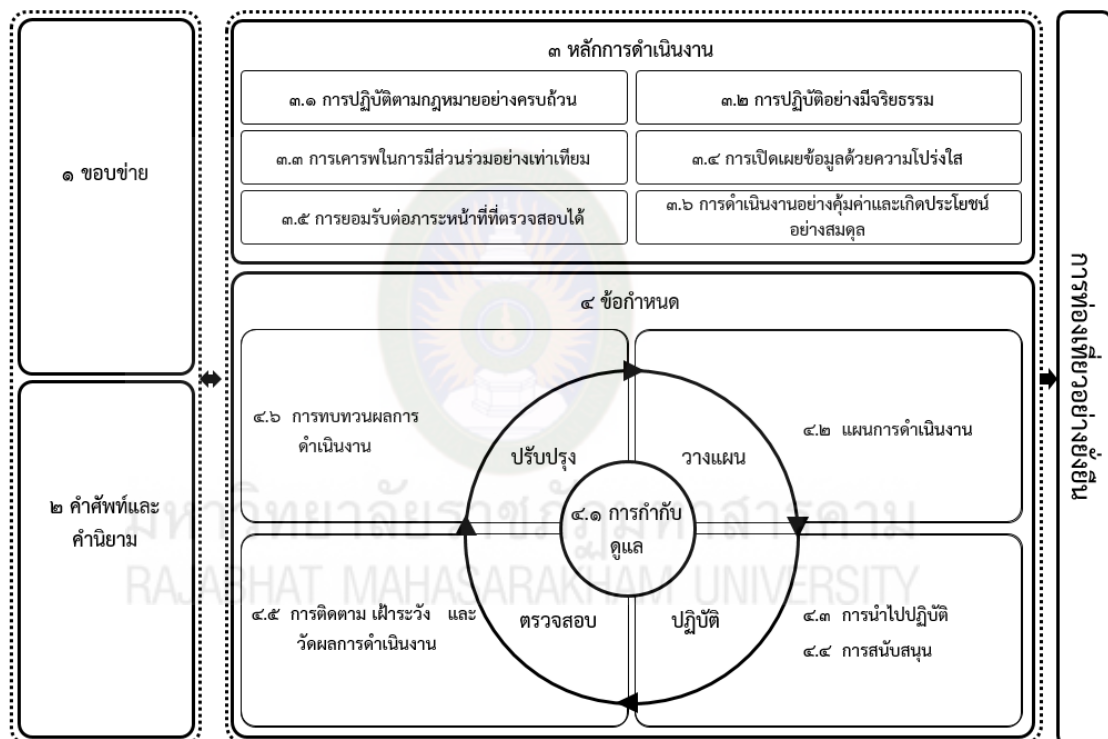 ๑ ขอบข่าย
๒ คำศัพท์และ
คำนิยาม
๓ หลักการดำเนินงาน
๓.๑ การปฏิบัติตามกฎหมายอย่างครบถ้วน
๓.๒ การปฏิบัติอย่างมีจริยธรรม
๓.๓ การเคารพในการมีส่วนร่วมอย่างเท่าเทียม
๓.๔ การเปิดเผยข้อมูลด้วยความโปร่งใส
๓.๕ การยอมรับต่อภาระหน้าที่ที่ตรวจสอบได้
๓.๖ การดำเนินงานอย่างคุ้มค่าและเกิดประโยชน์
อย่างสมดุล
๔ ข้อกำหนด
๔.๖ การทบทวนผลการ
ดำเนินงาน
ปรับปรุง
วางแผน
๔.๒ แผนการดำเนินงาน
๔.๑ การกำกับ
ดูแล
๔.๕ การติดตาม เฝ้าระวัง และ
วัดผลการดำเนินงาน
ตรวจสอบ
ปฏิบัติ
๔.๓ การนำไปปฏิบัติ
๔.๔ การสนับสนุน
การท่องเที่ยวอย่างยั่งยืน
มหาวิทยาลัยราชภัฏมหาสารคาม
RAJABHAT MAHASARAKHAM UNIVERSITY